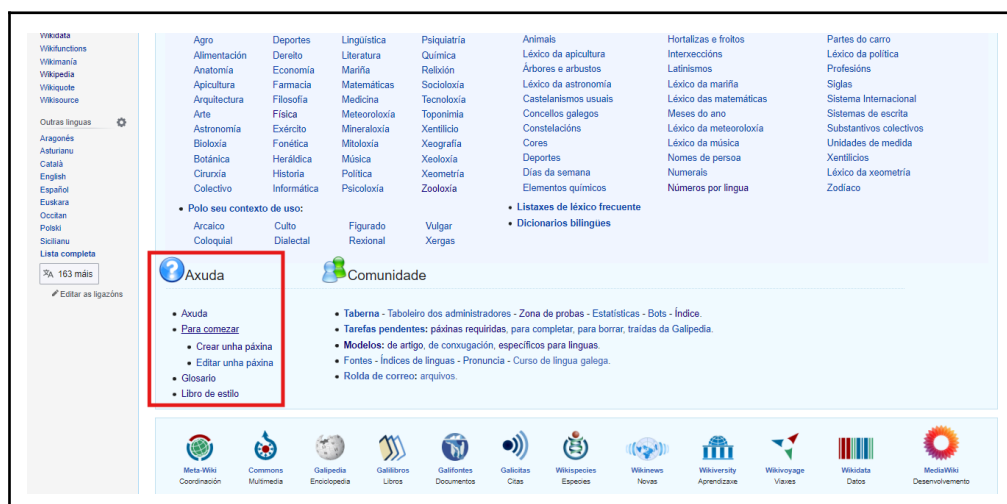 Wikidata
Wikifunctions
Wikimanía
Wikipedia
Wikiquote
Wikisource
Outras linguas
Aragonés
Asturianu
Català
English
Español
Euskara
Occitan
Polski
Sicilianu
Lista completa
163 máis
Editar as ligazóns
Agro Deportes Lingüística Psiquiatría
Alimentación Dereito Literatura Química
Anatomía Economía Mariña Relixión
Apicultura Farmacia Matemáticas Socioloxía
Arquitectura Filosofía Medicina Tecnoloxía
Arte Física Meteoroloxía Toponimia
Astronomía Exército Mineraloxía Xentilicio
Bioloxía Fonética Mitoloxía Xeografía
Botánica Heráldica Música Xeoloxía
Cirurxía Historia Política Xeometría
Colectivo Informática Psicoloxía Zooloxía
• Polo seu contexto de uso:
Arcaico Culto Figurado Vulgar
Coloquial Dialectal Rexional Xergas
Animais Hortalizas e froitos Partes do carro
Léxico da apicultura Interxeccións Léxico da política
Árbores e arbustos Latinismos Profesións
Léxico da astronomía Léxico da mariña Siglas
Castelanismos usuais Léxico das matemáticas Sistema Internacional
Concellos galegos Meses do ano Sistemas de escrita
Constelacións Léxico da meteoroloxía Substantivos colectivos
Cores Léxico da música Unidades de medida
Deportes Nomes de persoa Xentilicios
Días da semana Numerais Léxico da xeometría
Elementos químicos Números por lingua Zodíaco
• Listaxes de léxico frecuente
• Dicionarios bilingües
Axuda
• Axuda
• Para comezar
• Crear unha páxina
• Editar unha páxina
• Glosario
• Libro de estilo
Comunidade
• Taberna - Taboleiro dos administradores - Zona de probas - Estatísticas - Bots - Índice.
• Tarefas pendentes: páxinas requiridas, para completar, para borrar, traídas da Galipedia.
• Modelos: de artigo, de conxugación, específicos para linguas.
• Fontes - Índices de linguas - Pronuncia - Curso de lingua galega.
• Rolda de correo: arquivos.
Meta-Wiki Commons Galipedia Galilibros Galifontes Galicitas Wikispecies Wikinews Wikiversity Wikivoyage Wikidata MediaWiki
Coordinación Multimedia Enciclopedia Libros Documentos Citas Especies Novas Aprendizaxe Viaxes Datos Desenvolvemento